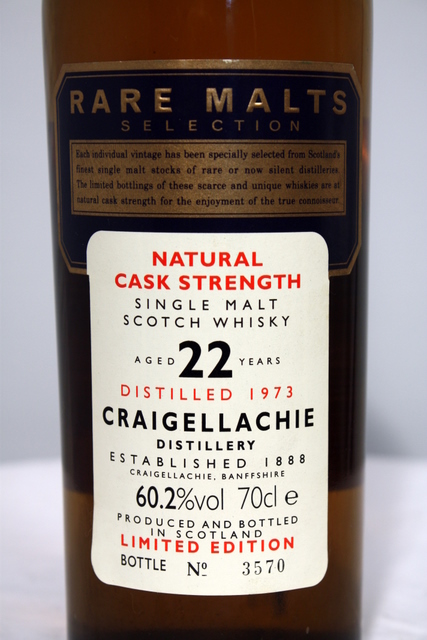 RARE MALTS
SELECTION
Each individual vintage has been specially selected from Scotland's
finest single malt stocks of rare or now silent distilleries.
The limited bottlings of these scarce and unique whiskies are at
natural cask strength for the enjoyment of the true connoisseur.
NATURAL
CASK STRENGTH
SINGLE MALT
SCOTCH WHISKY
AGED 22 YEARS
DISTILLED 1973
CRAIGELLACHIE
DISTILLERY
ESTABLISHED 1888
CRAIGELLACHIE, BANFFSHIRE
60.2%vol 70cl e
PRODUCED AND BOTTLED
IN SCOTLAND
LIMITED EDITION
BOTTLE Nº 3570